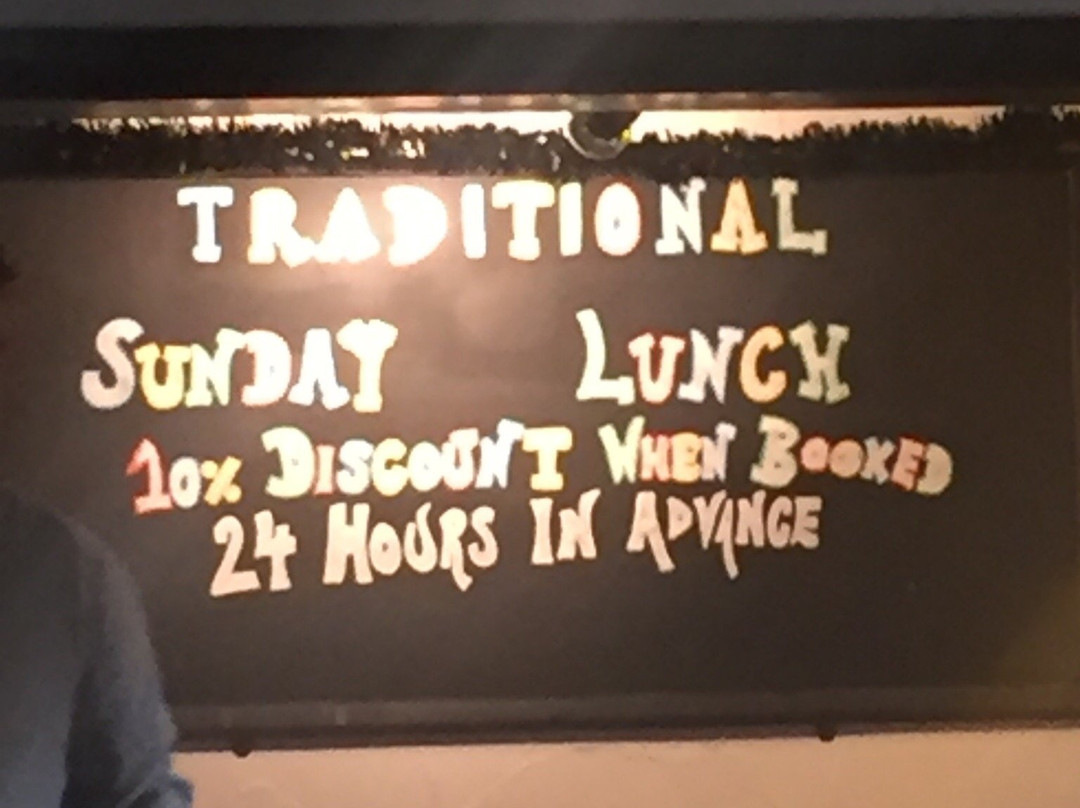 TRADITIONAL
SUNDAY LUNCH
10% DISCOUNT WHEN BOOKED
24 HOURS IN ADVANCE